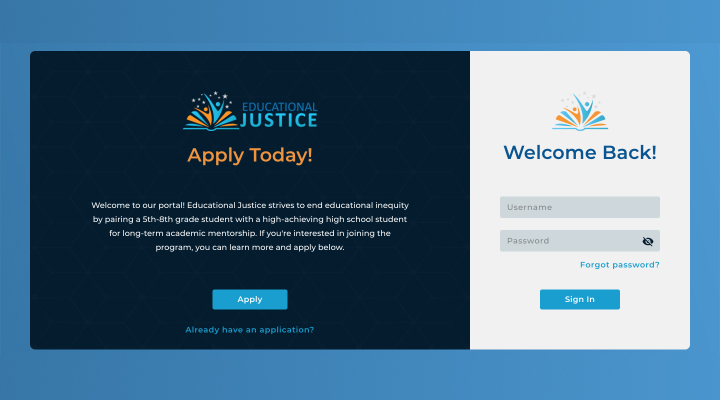 EDUCATIONAL
JUSTICE
Apply Today!
Welcome to our portal! Educational Justice strives to end educational inequity
by pairing a 5th-8th grade student with a high-achieving high school student
for long-term academic mentorship. If you're interested in joining the
program, you can learn more and apply below.
Apply
Already have an application?
Welcome Back!
Username
Password
Forgot password?
Sign In